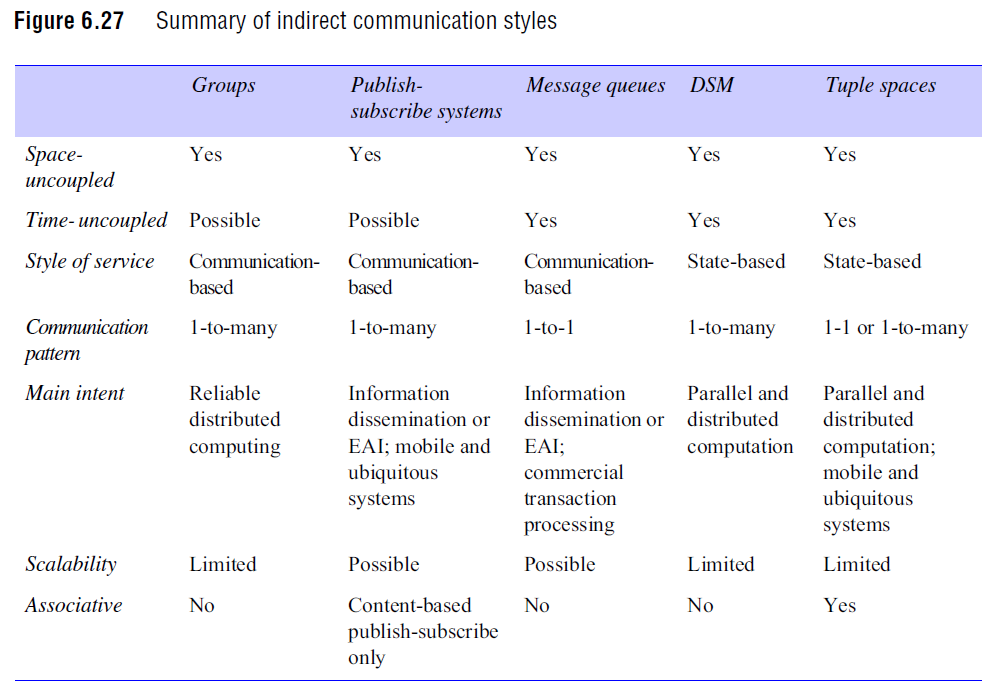 Figure 6.27 Summary of indirect communication styles
Groups Publish-subscribe systems Message queues DSM Tuple spaces
Space-uncoupled Yes Yes Yes Yes Yes
Time- uncoupled Possible Possible Yes Yes Yes
Style of service Communication-based Communication-based Communication-based State-based State-based
Communication pattern 1-to-many 1-to-many 1-to-1 1-to-many 1-1 or 1-to-many
Main intent Reliable distributed computing Information dissemination or EAI; mobile and ubiquitous systems Information dissemination or EAI; commercial transaction processing Parallel and distributed computation Parallel and distributed computation; mobile and ubiquitous systems
Scalability Limited Possible Possible Limited Limited
Associative No Content-based publish-subscribe only No No Yes